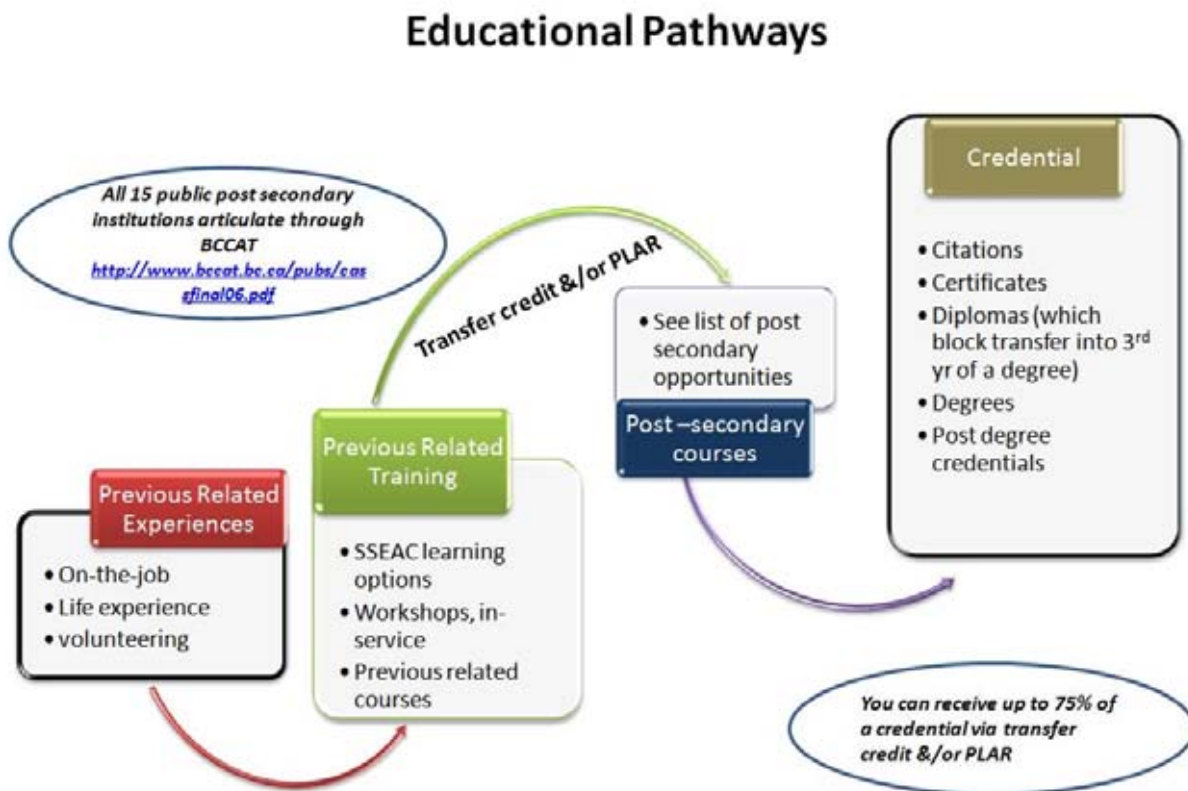 Educational Pathways
All 15 public post secondary
institutions articulate through
BCCAT
http://www.bccat.bc.ca/pubs/cas
sfinal06.pdf
Transfer credit &/or PLAR
Credential
• Citations
• Certificates
• Diplomas (which
block transfer into 3rd
yr of a degree)
• Degrees
• Post degree
credentials
• See list of post
secondary
opportunities
Post –secondary
courses
Previous Related
Training
• SSEAC learning
options
• Workshops, in-
service
• Previous related
courses
Previous Related
Experiences
• On-the-job
• Life experience
• volunteering
You can receive up to 75% of
a credential via transfer
credit &/or PLAR